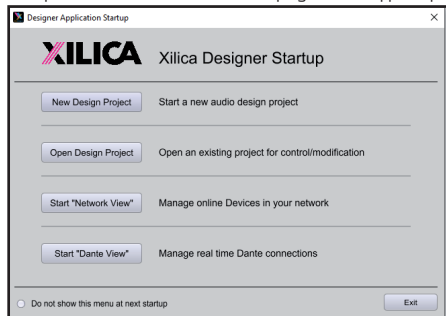 Designer Application Startup
XILICA
Xilica Designer Startup
New Design Project
Start a new audio design project
Open Design Project
Open an existing project for control/modification
Start "Network View"
Manage online Devices in your network
Start "Dante View"
Manage real time Dante connections
Do not show this menu at next startup
Exit